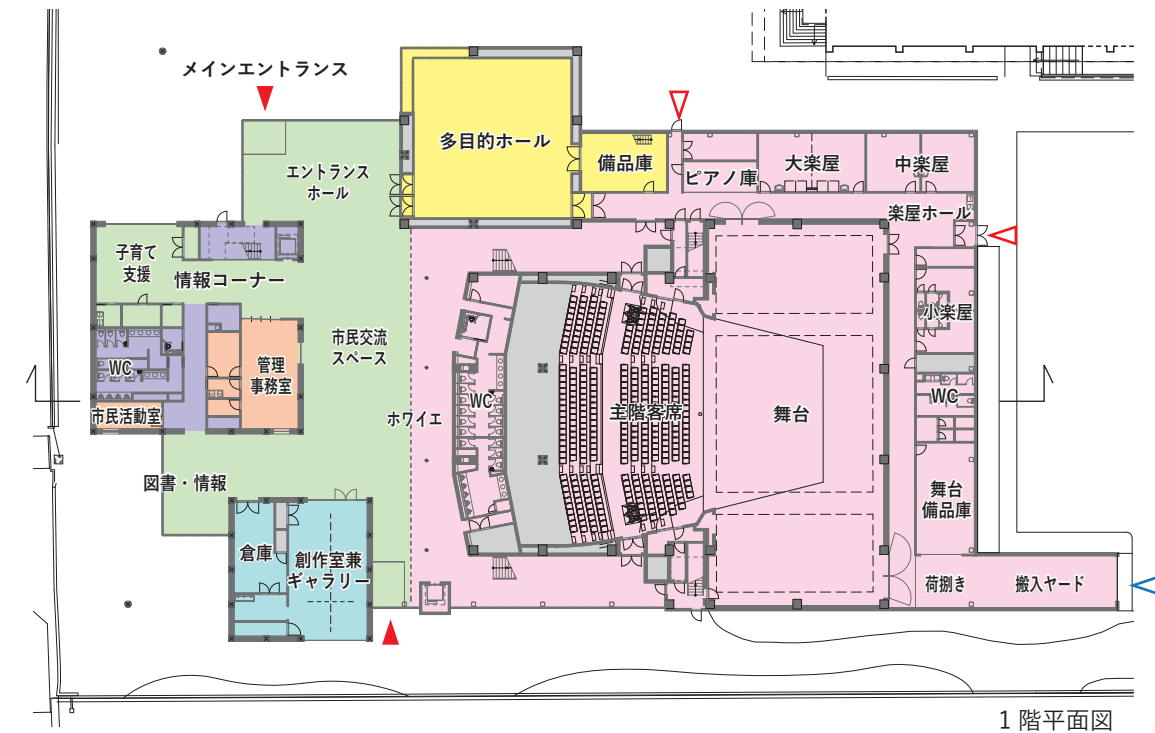 メインエントランス
多目的ホール
備品庫
ピアノ庫
大楽屋
中楽屋
エントランス
ホール
楽屋ホール
子育て
支援
情報コーナー
小楽屋
市民交流
スペース
管理
事務室
WC
WC
WC
市民活動室
ホワイエ
主階客席
舞台
図書・情報
舞台
備品庫
倉庫
創作室兼
ギャラリー
荷捌き
搬入ヤード
1階平面図